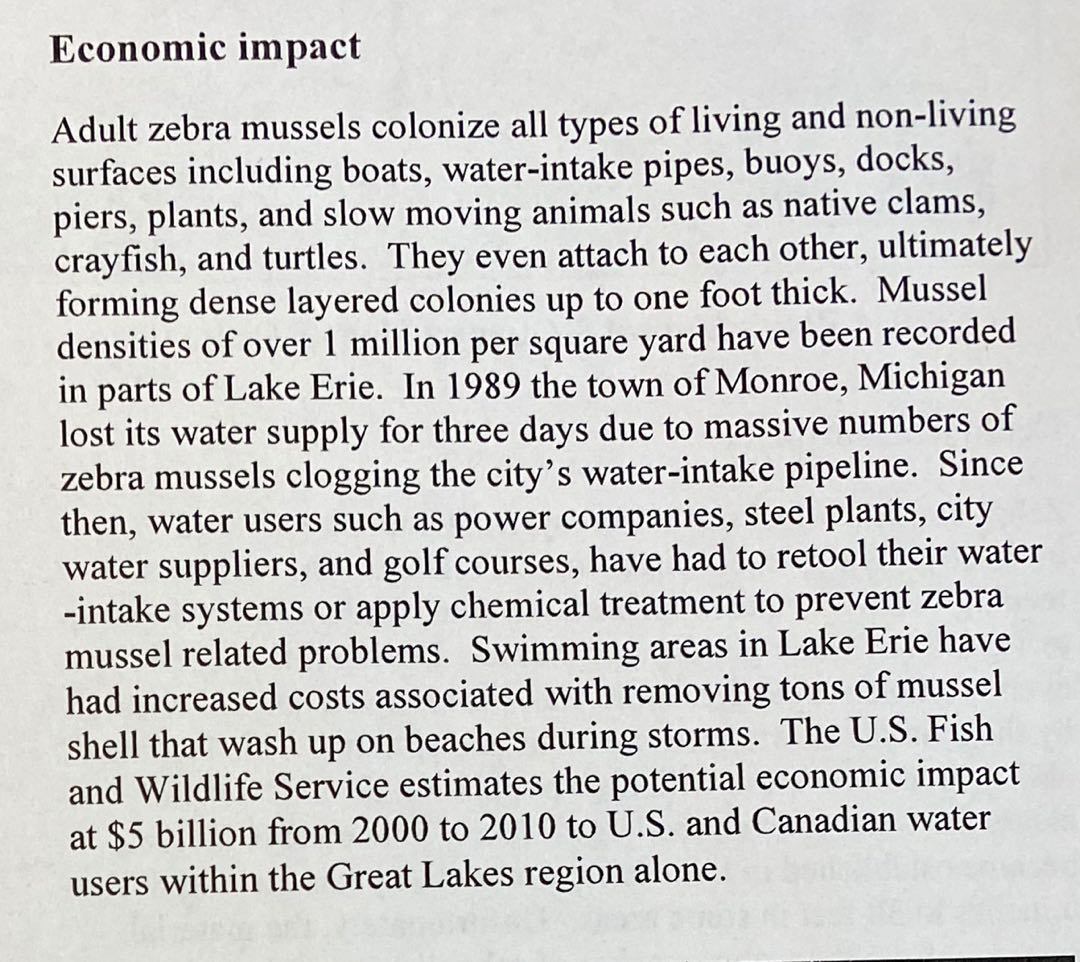 Economic impact
Adult zebra mussels colonize all types of living and non-living
surfaces including boats, water-intake pipes, buoys, docks,
piers, plants, and slow moving animals such as native clams,
crayfish, and turtles.  They even attach to each other, ultimately
forming dense layered colonies up to one foot thick.  Mussel
densities of over 1 million per square yard have been recorded
in parts of Lake Erie.  In 1989 the town of Monroe, Michigan
lost its water supply for three days due to massive numbers of
zebra mussels clogging the city’s water-intake pipeline.  Since
then, water users such as power companies, steel plants, city
water suppliers, and golf courses, have had to retool their water
-intake systems or apply chemical treatment to prevent zebra
mussel related problems.  Swimming areas in Lake Erie have
had increased costs associated with removing tons of mussel
shell that wash up on beaches during storms.  The U.S. Fish
and Wildlife Service estimates the potential economic impact
at $5 billion from 2000 to 2010 to U.S. and Canadian water
users within the Great Lakes region alone.